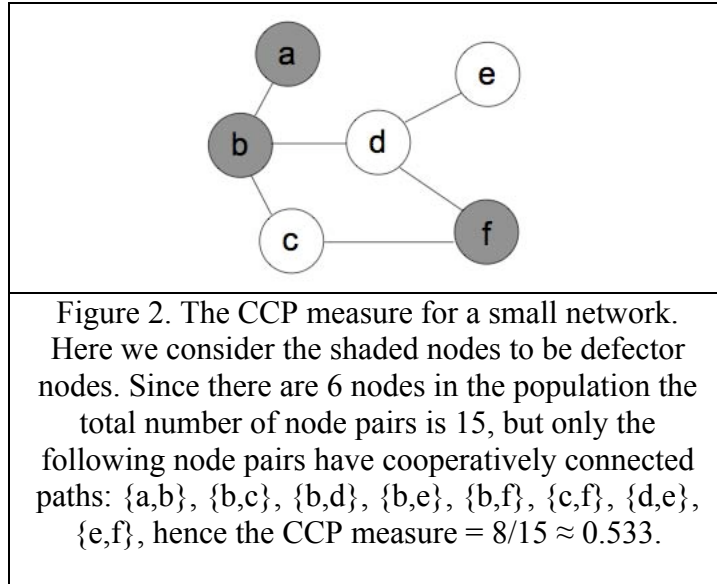 a
e
b
d
c
f
Figure 2. The CCP measure for a small network.
Here we consider the shaded nodes to be defector
nodes. Since there are 6 nodes in the population the
total number of node pairs is 15, but only the
following node pairs have cooperatively connected
paths: {a,b}, {b,c}, {b,d}, {b,e}, {b,f}, {c,f}, {d,e},
{e,f}, hence the CCP measure = 8/15 ≈ 0.533.